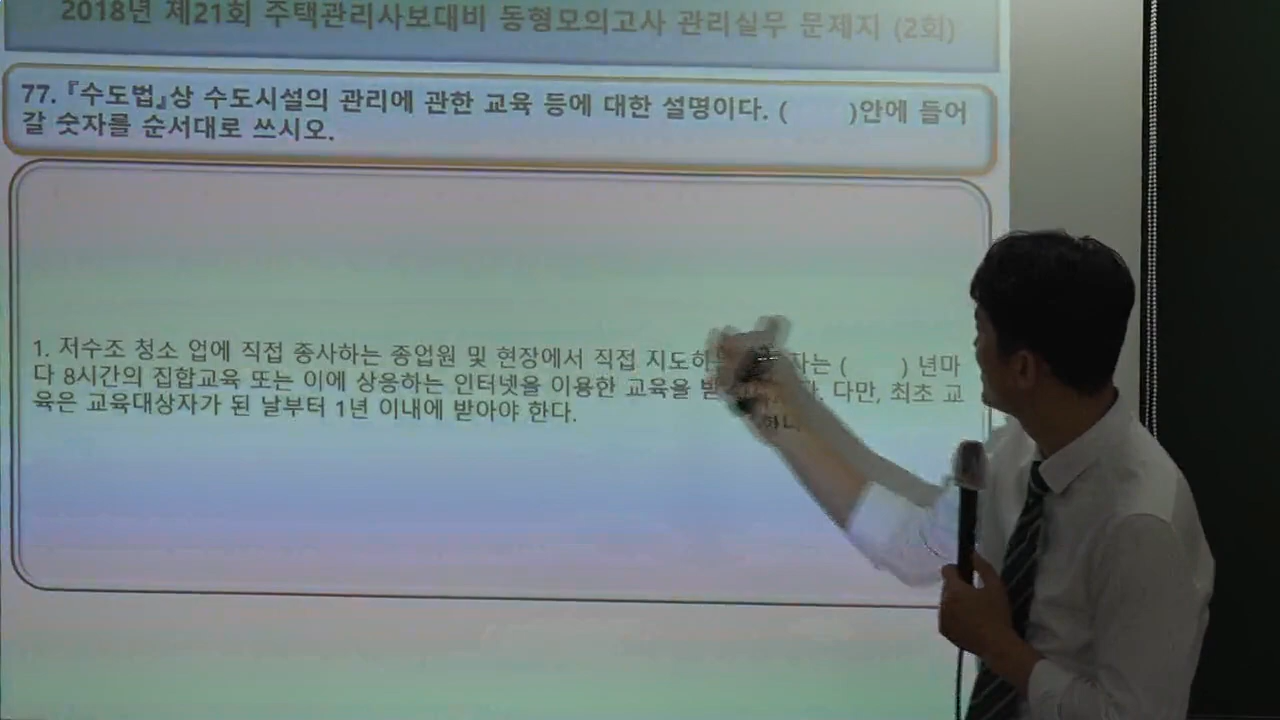 2018년 제21회 주택관리사보대비 동형모의고사 관리실무 문제지 (2회)
77. 『수도법』상 수도시설의 관리에 관한 교육 등에 대한 설명이다. (      )안에 들어
갈 숫자를 순서대로 쓰시오.
1. 저수조 청소 업에 직접 종사하는 종업원 및 현장에서 직접 지도하 자는 (      ) 년마
다 8시간의 집합교육 또는 이에 상응하는 인터넷을 이용한 교육을 받 다만, 최초 교
육은 교육대상자가 된 날부터 1년 이내에 받아야 한다.